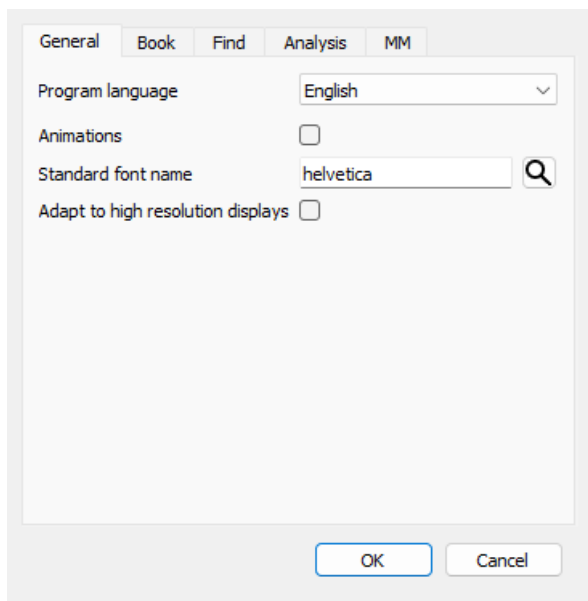 General Book Find Analysis MM
Program language English
Animations
Standard font name helvetica
Adapt to high resolution displays
OK Cancel